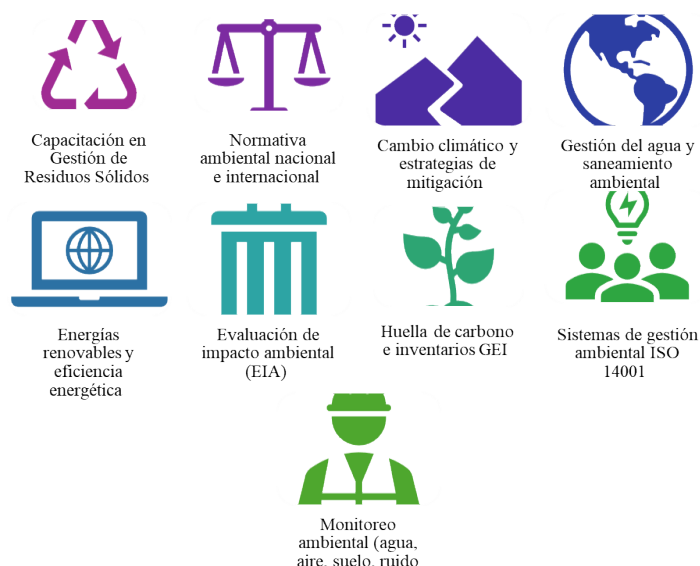 Capacitación en
Gestión de
Residuos Sólidos
Normativa
ambiental nacional
e internacional
Cambio climático y
estrategias de
mitigación
Gestión del agua y
saneamiento
ambiental
Energías
renovables y
eficiencia
energética
Evaluación de
impacto ambiental
(EIA)
Huella de carbono
e inventarios GEI
Sistemas de gestión
ambiental ISO
14001
Monitoreo
ambiental (agua,
aire, suelo, ruido